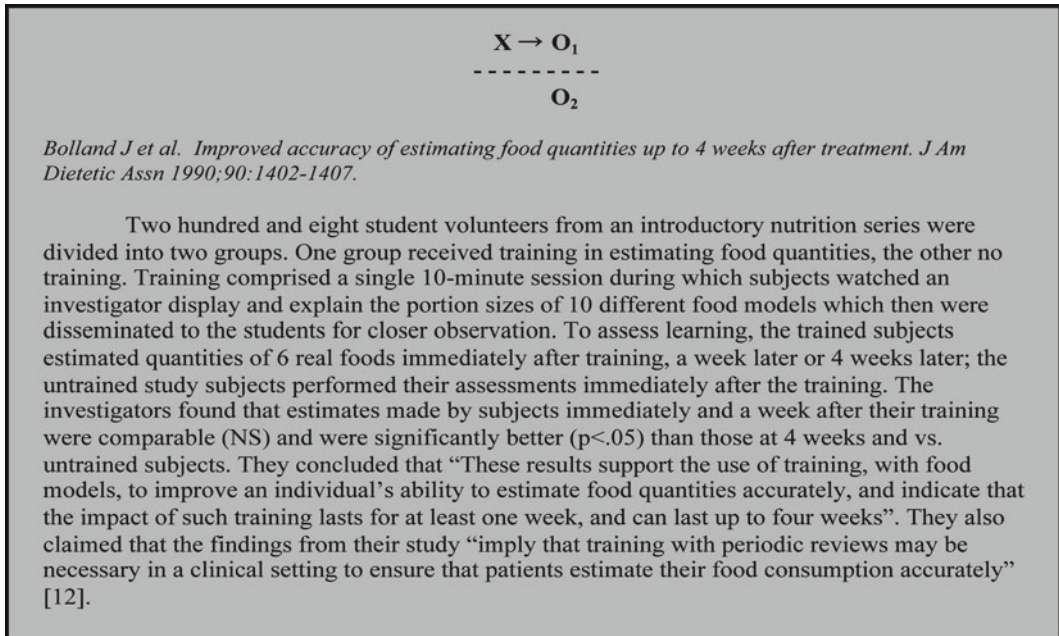 X → O₁
- - - - - - - - -
O₂
Bolland J et al. Improved accuracy of estimating food quantities up to 4 weeks after treatment. J Am
Dietetic Assn 1990;90:1402-1407.
Two hundred and eight student volunteers from an introductory nutrition series were
divided into two groups. One group received training in estimating food quantities, the other no
training. Training comprised a single 10-minute session during which subjects watched an
investigator display and explain the portion sizes of 10 different food models which then were
disseminated to the students for closer observation. To assess learning, the trained subjects
estimated quantities of 6 real foods immediately after training, a week later or 4 weeks later; the
untrained study subjects performed their assessments immediately after the training. The
investigators found that estimates made by subjects immediately and a week after their training
were comparable (NS) and were significantly better (p<.05) than those at 4 weeks and vs.
untrained subjects. They concluded that “These results support the use of training, with food
models, to improve an individual’s ability to estimate food quantities accurately, and indicate that
the impact of such training lasts for at least one week, and can last up to four weeks”. They also
claimed that the findings from their study “imply that training with periodic reviews may be
necessary in a clinical setting to ensure that patients estimate their food consumption accurately”
[12].